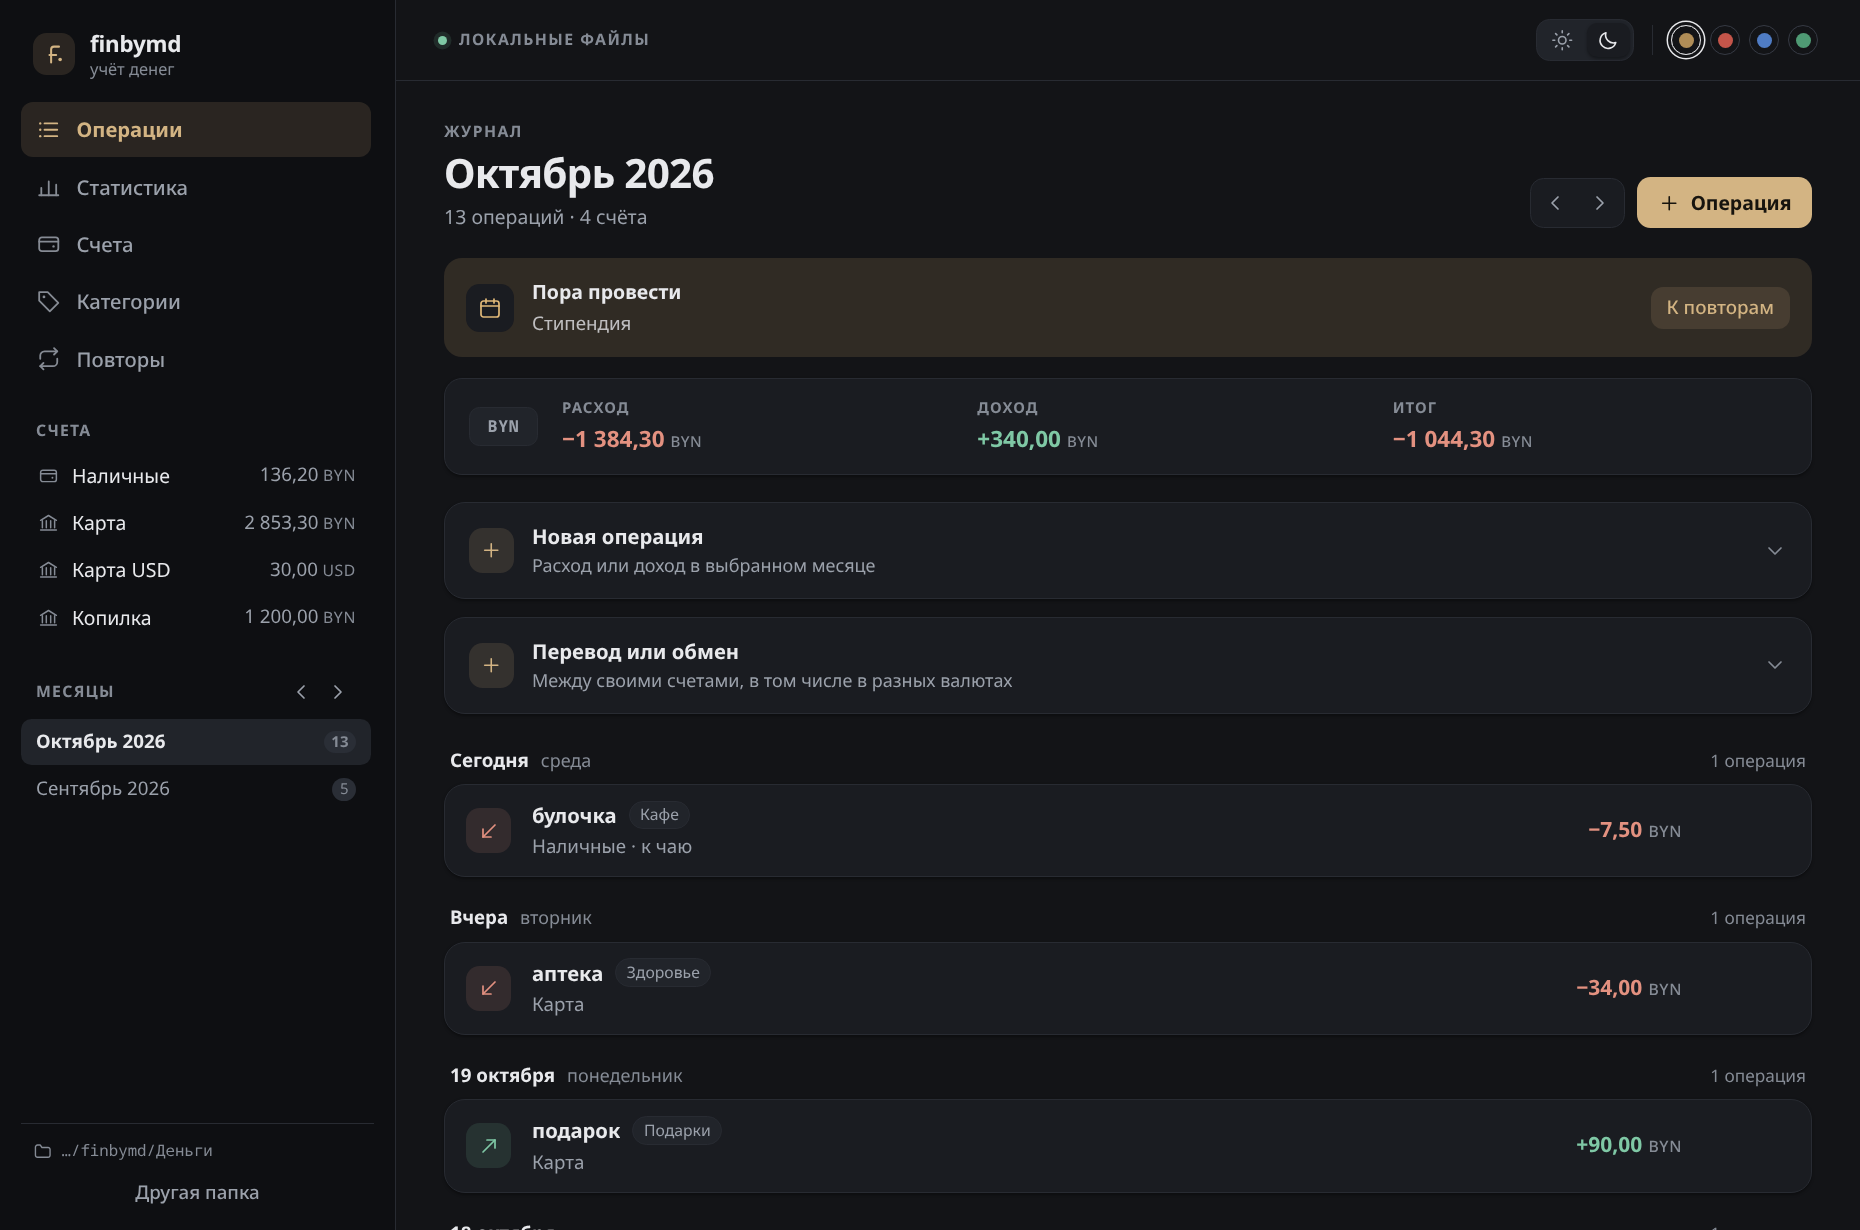 finbymd
учёт денег
Операции
Статистика
Счета
Категории
Повторы
СЧЕТА
Наличные 136,20 BYN
Карта 2 853,30 BYN
Карта USD 30,00 USD
Копилка 1 200,00 BYN
МЕСЯЦЫ
Октябрь 2026 13
Сентябрь 2026 5
…/finbymd/Деньги
Другая папка
ЛОКАЛЬНЫЕ ФАЙЛЫ
ЖУРНАЛ
Октябрь 2026
13 операций · 4 счёта
Операция
Пора провести
Стипендия
К повторам
BYN
РАСХОД
−1 384,30 BYN
ДОХОД
+340,00 BYN
ИТОГ
−1 044,30 BYN
Новая операция
Расход или доход в выбранном месяце
Перевод или обмен
Между своими счетами, в том числе в разных валютах
Сегодня среда 1 операция
булочка Кафе
Наличные · к чаю
−7,50 BYN
Вчера вторник 1 операция
аптека Здоровье
Карта
−34,00 BYN
19 октября понедельник 1 операция
подарок Подарки
Карта
+90,00 BYN